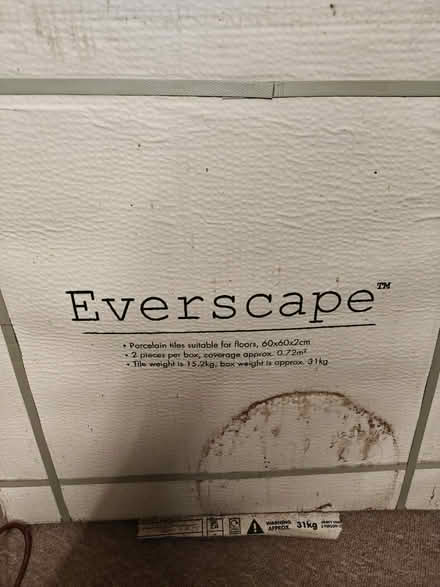 Everscape™
• Porcelain tiles suitable for floors, 60x60x2cm
• 2 pieces per box, coverage approx. 0.72m²
• Tile weight is 15.2kg, box weight is approx. 31kg
WARNING
APPROX. 31kg